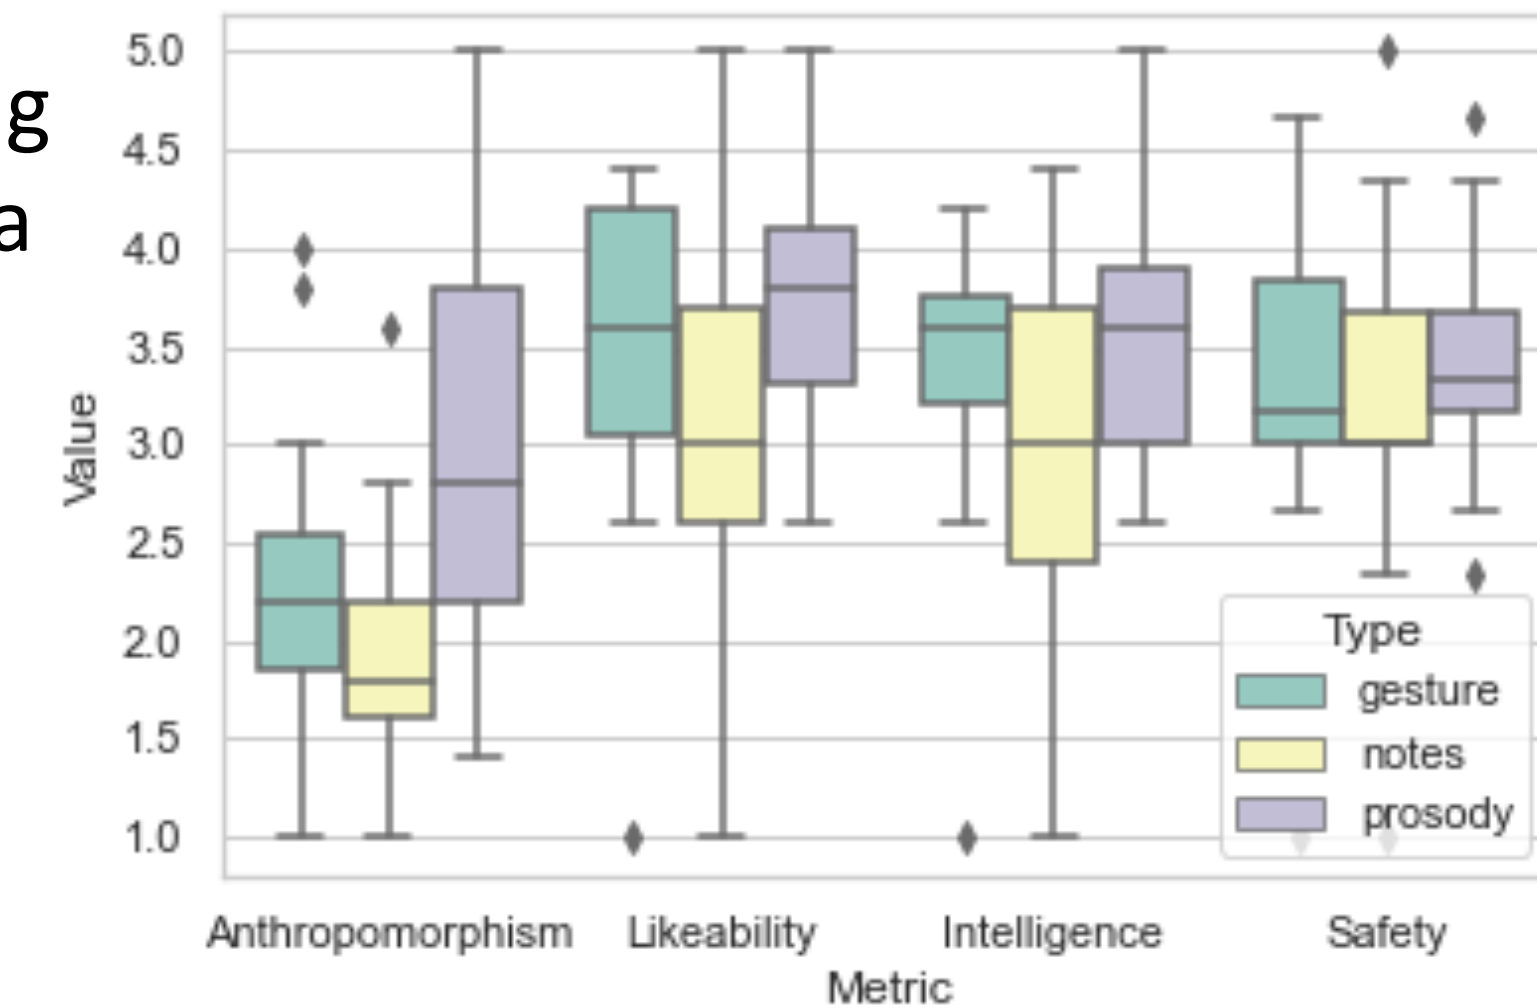 g
a
5.0
4.5
4.0
3.5
3.0
2.5
2.0
1.5
1.0
Value
Type
gesture
notes
prosody
Anthropomorphism Likeability Intelligence Safety
Metric